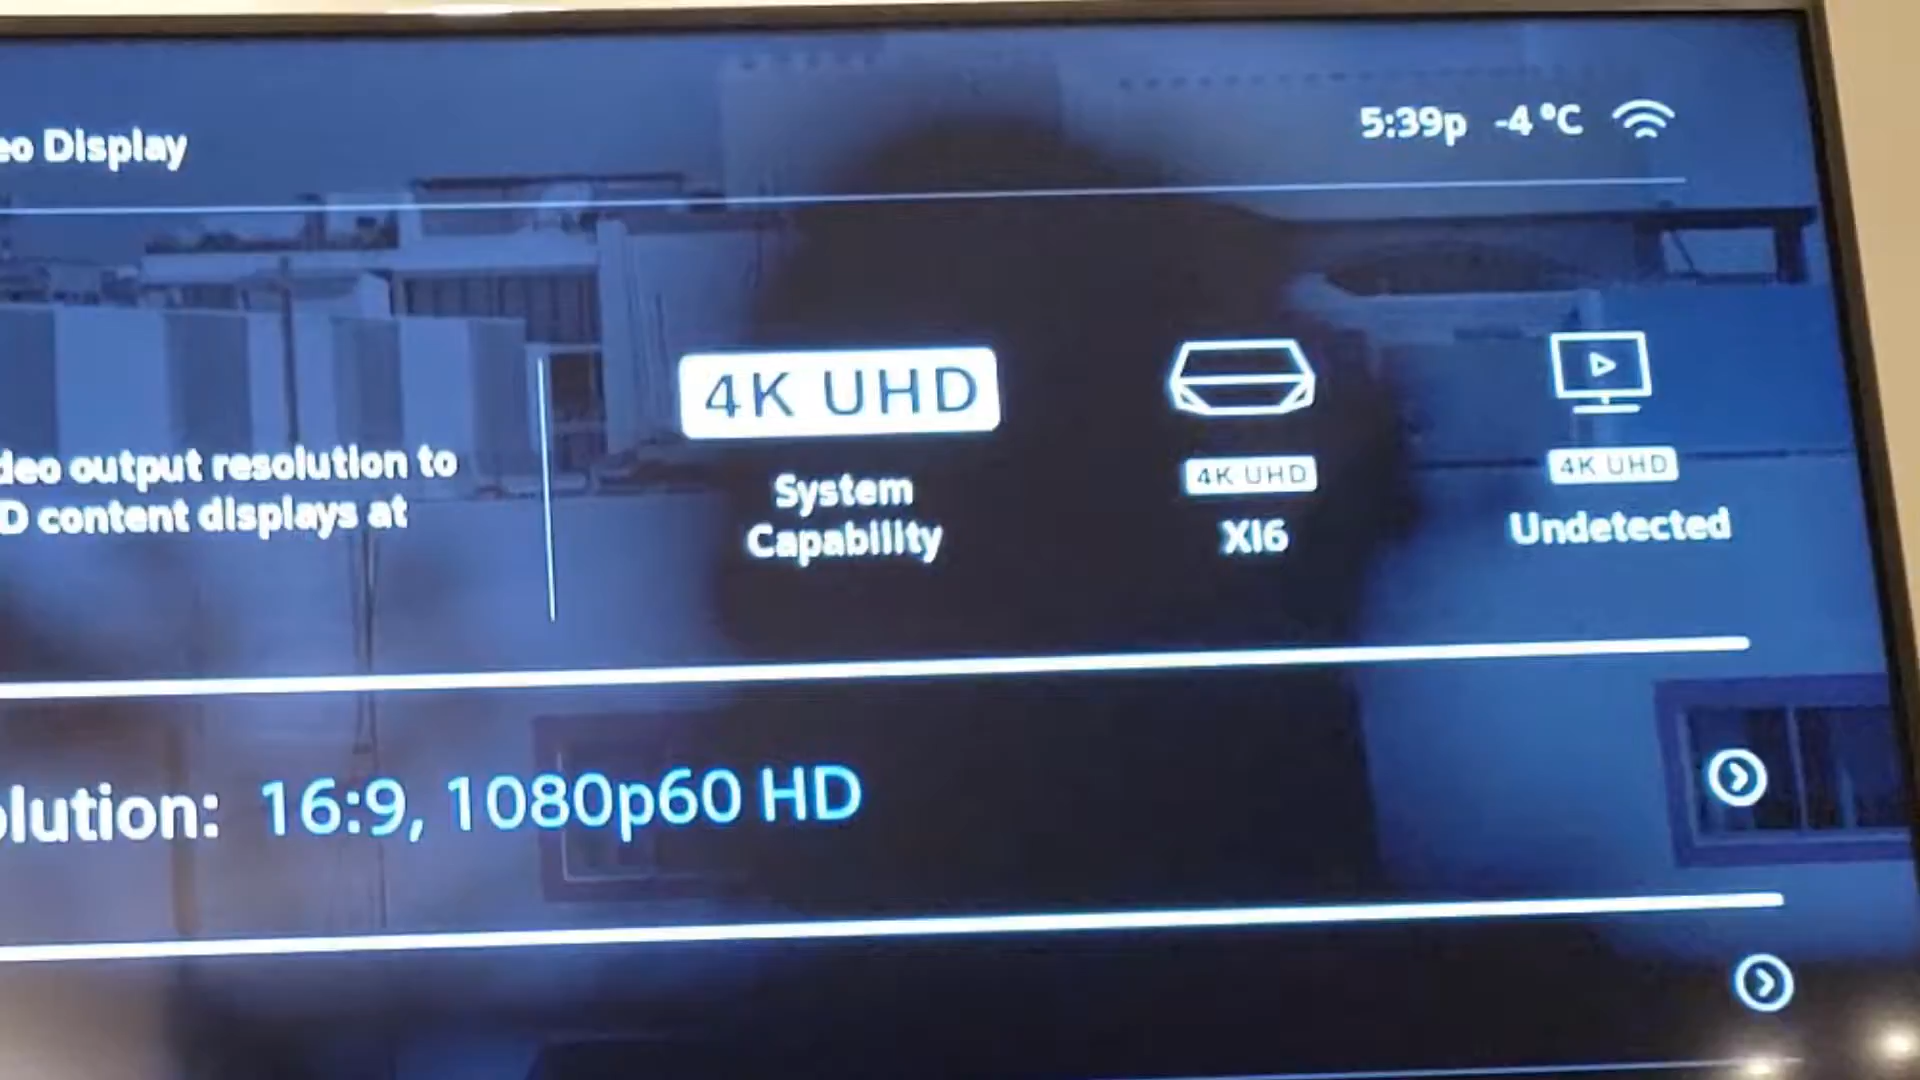 eo Display
5:39p -4°C
4K UHD
System
Capability
4K UHD
Xi6
4K UHD
Undetected
deo output resolution to
D content displays at
olution: 16:9, 1080p60 HD